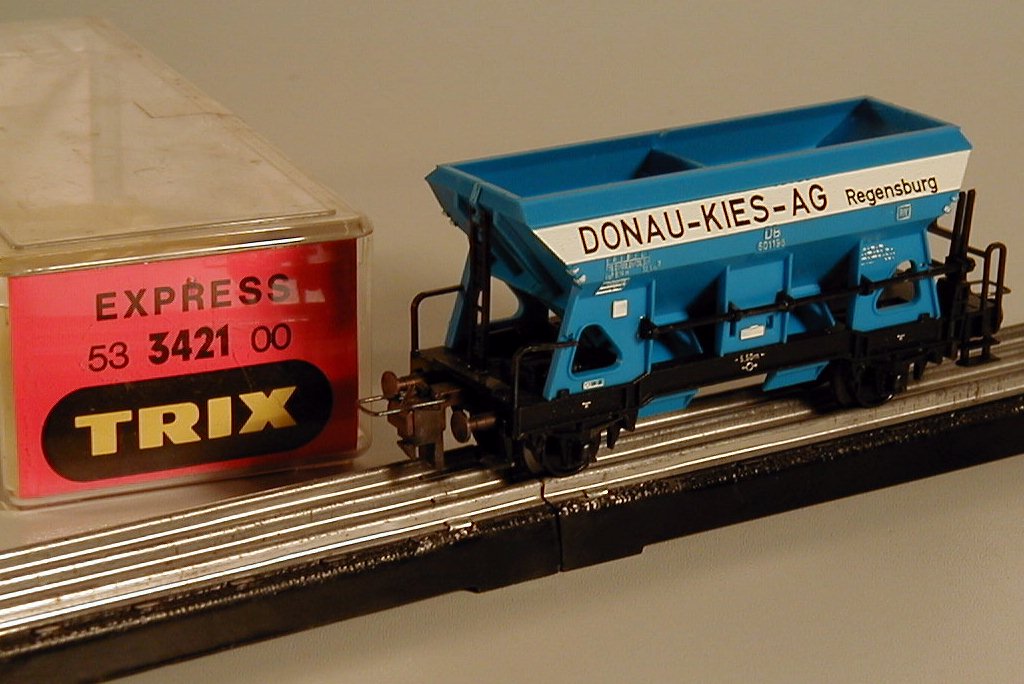 EXPRESS
53 3421 00
TRIX
DONAU-KIES-AG Regensburg
DB